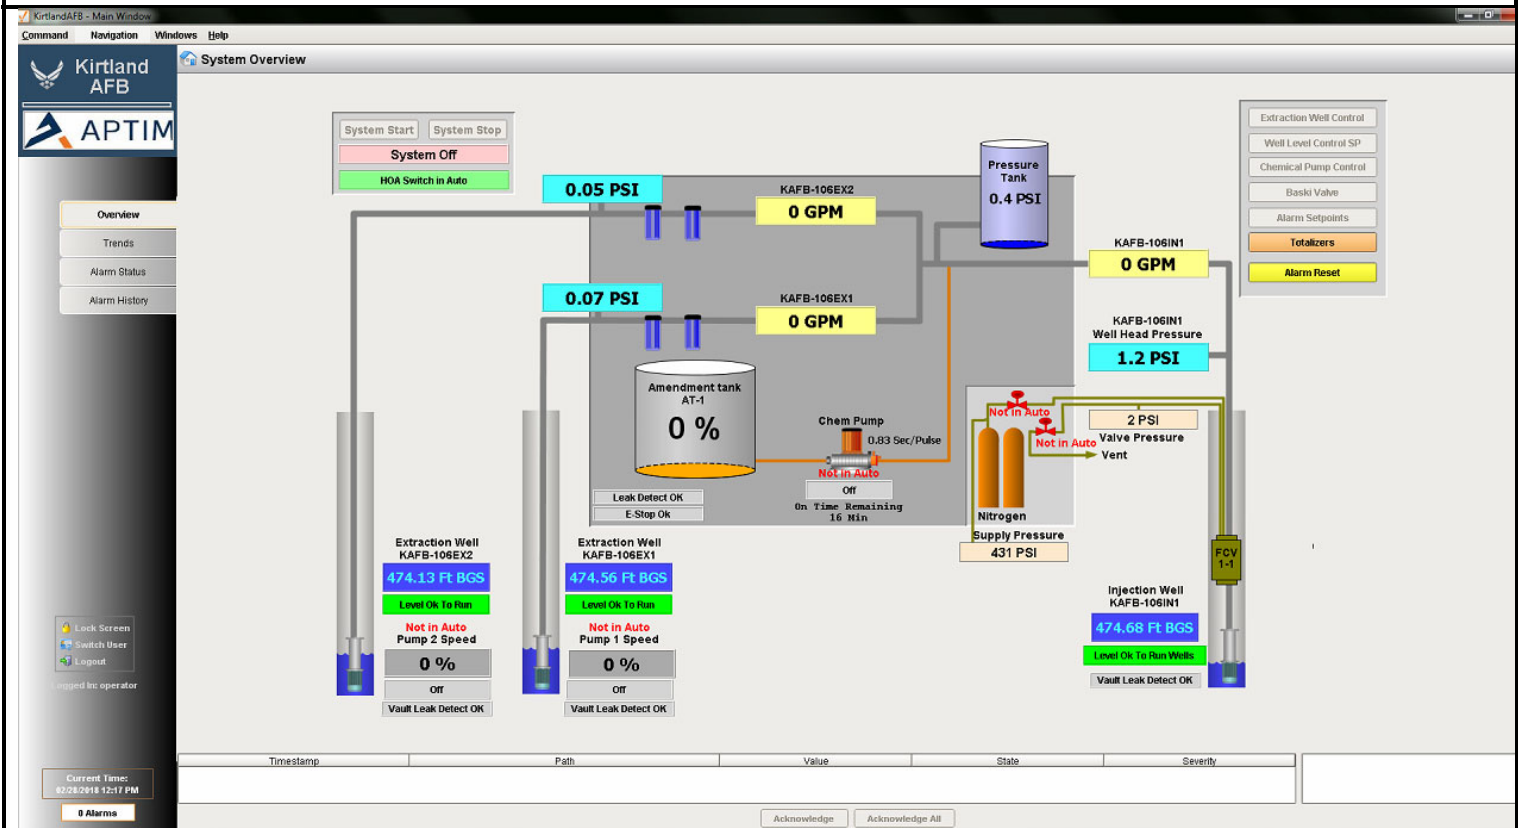 KirtlandAFB - Main Window
Command Navigation Windows Help
Kirtland
AFB
APTIM
System Overview
System Start System Stop
System Off
HOA Switch in Auto
Extraction Well Control
Well Level Control SP
Chemical Pump Control
Baski Valve
Alarm Setpoints
Totalizers
Alarm Reset
Overview
Trends
Alarm Status
Alarm History
0.05 PSI
KAFB-106EX2
0 GPM
Pressure
Tank
0.4 PSI
KAFB-106IN1
0 GPM
0.07 PSI
KAFB-106EX1
0 GPM
KAFB-106IN1
Well Head Pressure
1.2 PSI
Amendment tank
AT-1
0 %
Chem Pump
0.83 Sec/Pulse
Not in Auto
Off
On Time Remaining
16 Min
Leak Detect OK
E-Stop Ok
Not in Auto
Not in Auto
2 PSI
Valve Pressure
Vent
Nitrogen
Supply Pressure
431 PSI
FCV
1-1
Extraction Well
KAFB-106EX2
474.13 Ft BGS
Level Ok To Run
Not in Auto
Pump 2 Speed
0 %
Off
Vault Leak Detect OK
Extraction Well
KAFB-106EX1
474.56 Ft BGS
Level Ok To Run
Not in Auto
Pump 1 Speed
0 %
Off
Vault Leak Detect OK
Injection Well
KAFB-106IN1
474.68 Ft BGS
Level Ok To Run Wells
Vault Leak Detect OK
Lock Screen
Switch User
Logout
Logged In: operator
Current Time:
02/28/2018 12:17 PM
0 Alarms
Timestamp Path Value State Severity
Acknowledge Acknowledge All